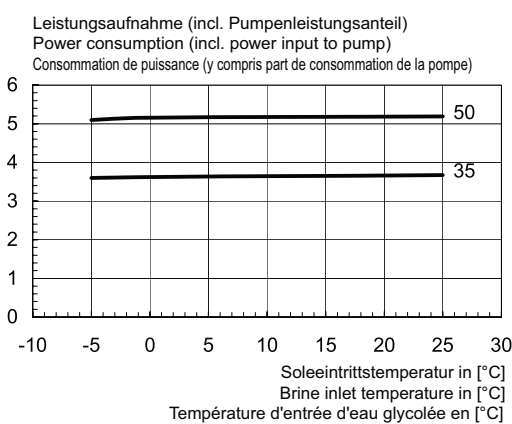 Leistungsaufnahme (incl. Pumpenleistungsanteil)
Power consumption (incl. power input to pump)
Consommation de puissance (y compris part de consommation de la pompe)
6
5
4
3
2
1
0
50
35
-10 -5 0 5 10 15 20 25 30
Soleeintrittstemperatur in [°C]
Brine inlet temperature in [°C]
Température d'entrée d'eau glycolée en [°C]